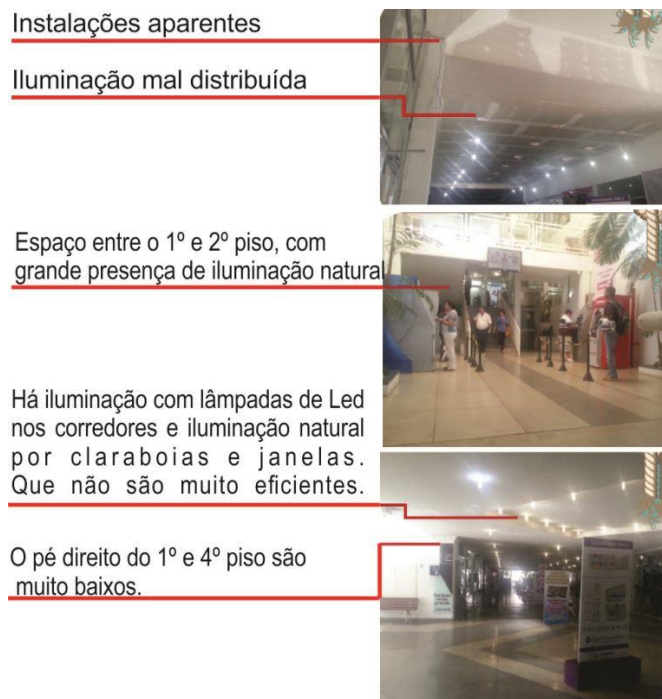 Instalações aparentes
Iluminação mal distribuída
Espaço entre o 1º e 2º piso, com
grande presença de iluminação natural
Há iluminação com lâmpadas de Led
nos corredores e iluminação natural
por claraboias e janelas.
Que não são muito eficientes.
O pé direito do 1º e 4º piso são
muito baixos.